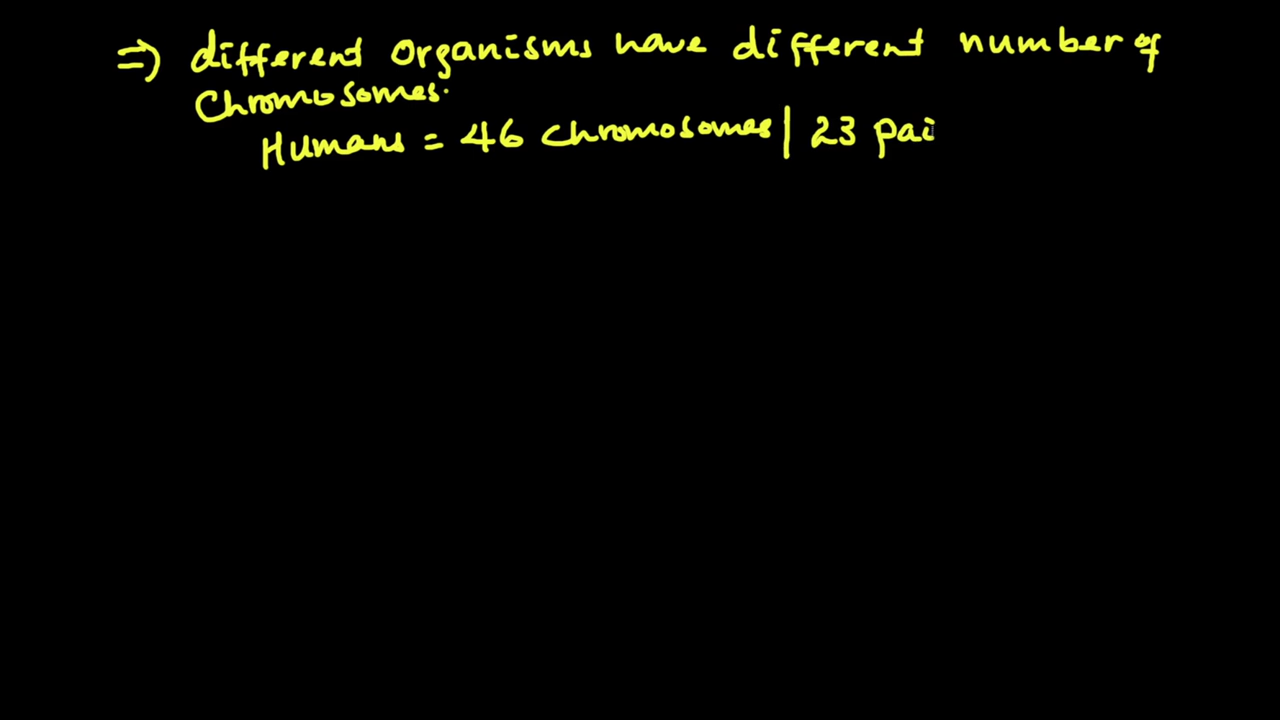 => different organisms have different number of
chromosomes.
Humans = 46 chromosomes | 23 pai